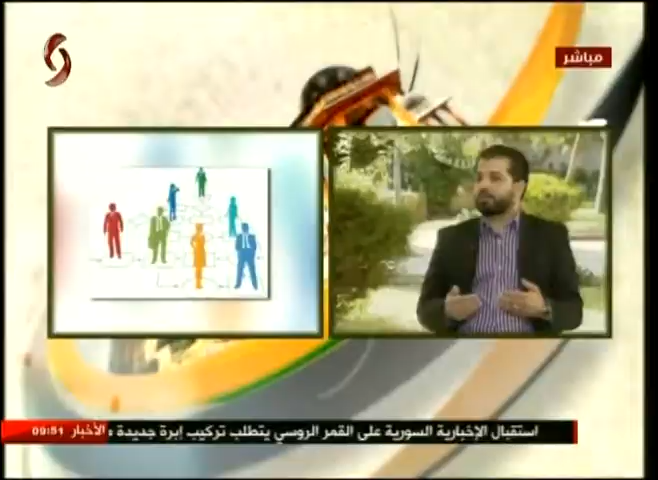 مباشر
استقبال الإخبارية السورية على القمر الروسي يتطلب تركيب إبرة جديدة
الأخبار 09:51